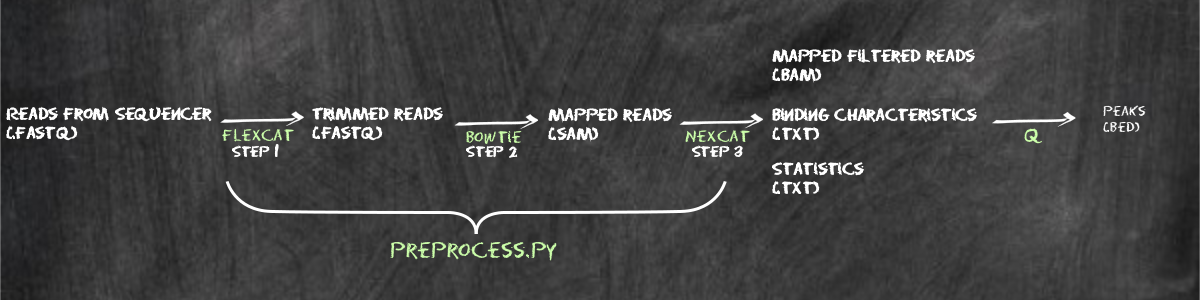 READS FROM SEQUENCER
(.FASTQ)
FLEXCAT
STEP 1
TRIMMED READS
(.FASTQ)
BOWTIE
STEP 2
MAPPED READS
(.SAM)
NEXCAT
STEP 3
MAPPED FILTERED READS
(.BAM)
BINDING CHARACTERISTICS
(.TXT)
STATISTICS
(.TXT)
Q
PEAKS
(.BED)
PREPROCESS.PY